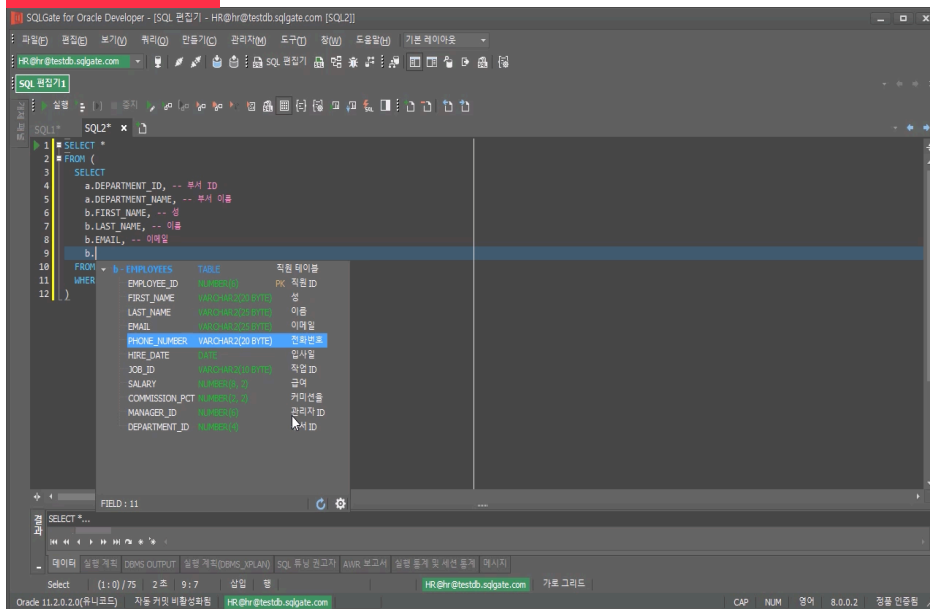 SQLGate for Oracle Developer - [SQL 편집기 - HR@hr@testdb.sqlgate.com [SQL2]]
파일(F) 편집(E) 보기(V) 쿼리(Q) 만들기(C) 관리자(M) 도구(T) 창(W) 도움말(H) 기본 레이아웃
HR@hr@testdb.sqlgate.com SQL 편집기
SQL 편집기1
실행 중지
SQL1* SQL2*
1 SELECT *
2 FROM (
3 SELECT
4 a.DEPARTMENT_ID, -- 부서 ID
5 a.DEPARTMENT_NAME, -- 부서 이름
6 b.FIRST_NAME, -- 성
7 b.LAST_NAME, -- 이름
8 b.EMAIL, -- 이메일
9 b.
10 FROM
11 WHER
12 )
b - EMPLOYEES TABLE 직원 테이블
EMPLOYEE_ID NUMBER(6) PK 직원 ID
FIRST_NAME VARCHAR2(20 BYTE) 성
LAST_NAME VARCHAR2(25 BYTE) 이름
EMAIL VARCHAR2(25 BYTE) 이메일
PHONE_NUMBER VARCHAR2(20 BYTE) 전화번호
HIRE_DATE DATE 입사일
JOB_ID VARCHAR2(10 BYTE) 작업 ID
SALARY NUMBER(8, 2) 급여
COMMISSION_PCT NUMBER(2, 2) 커미션율
MANAGER_ID NUMBER(6) 관리자 ID
DEPARTMENT_ID NUMBER(4) 부서 ID
FIELD : 11
결과
SELECT *...
데이터 실행 계획 DBMS OUTPUT 실행 계획(DBMS_XPLAN) SQL 튜닝 권고자 AWR 보고서 실행 통계 및 세션 통계 메시지
Select (1 : 0) / 75 2 초 9 : 7 삽입 행 HR@hr@testdb.sqlgate.com 가로 그리드
Oracle 11.2.0.2.0(유니코드) 자동 커밋 비활성화됨 HR@hr@testdb.sqlgate.com CAP NUM 영어 8.0.0.2 정품 인증됨